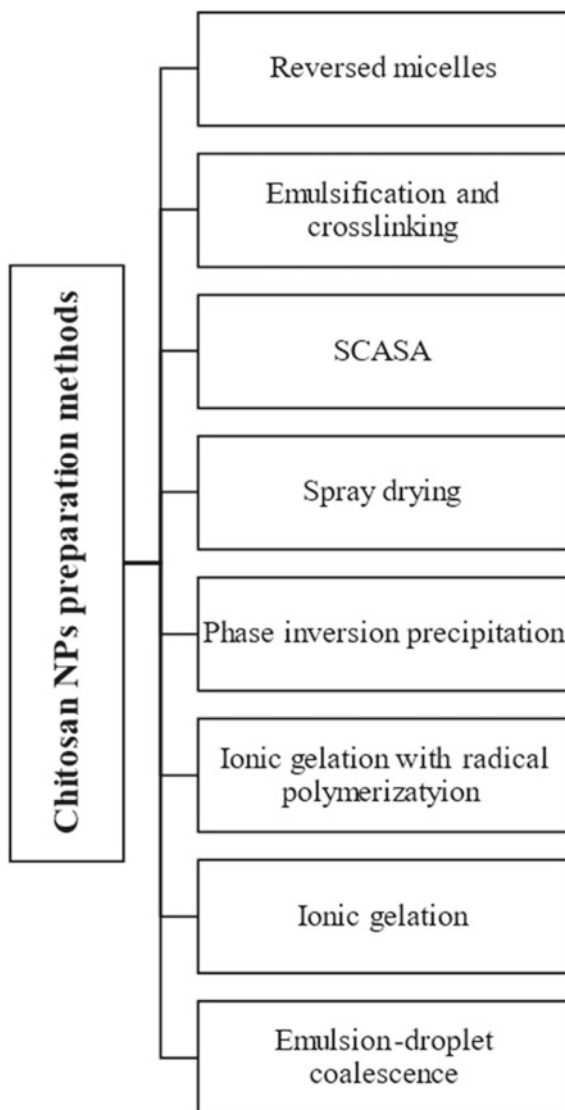 Chitosan NPs preparation methods
Reversed micelles
Emulsification and
crosslinking
SCASA
Spray drying
Phase inversion precipitation
Ionic gelation with radical
polymerizatyion
Ionic gelation
Emulsion-droplet
coalescence